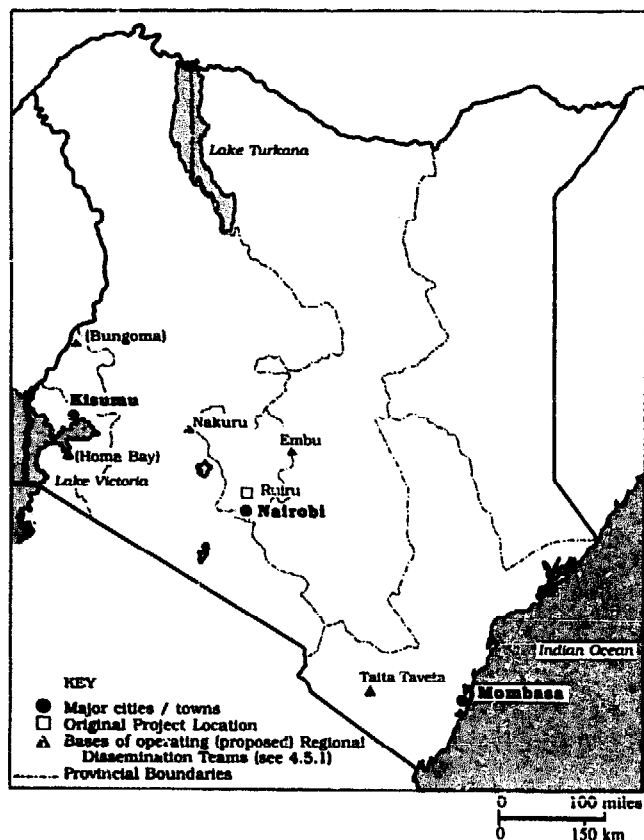 Lake Turkana
(Bungoma)
Kisumu
Nakuru
Embu
(Homa Bay)
Lake Victoria
Ruiru
Nairobi
Indian Ocean
Taita Taveta
Mombasa
KEY
Major cities / towns
Original Project Location
Bases of operating (proposed) Regional
Dissemination Teams (see 4.5.1)
Provincial Boundaries
0 100 miles
0 150 km